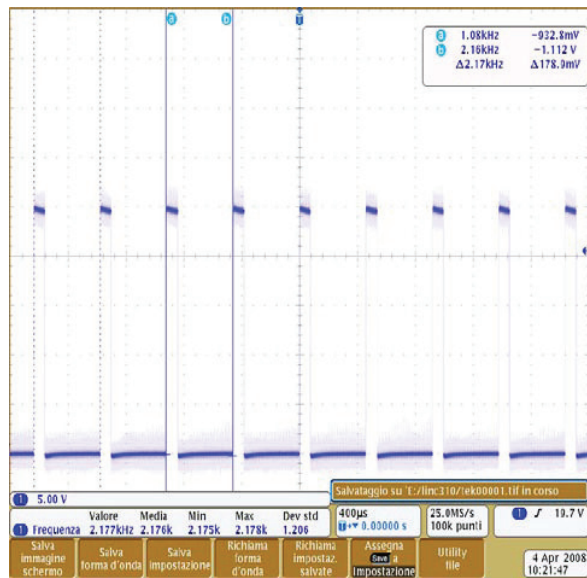 a b T
a 1.08kHz -932.8mV
b 2.16kHz -1.112 V
Δ2.17kHz Δ178.9mV
1 5.00 V
Salvataggio su 'E:/linc310/tek00001.tif in corso
Valore Media Min Max Dev std
1 Frequenza 2.177kHz 2.176k 2.175k 2.178k 1.206
400µs 25.0MS/s 1 19.7 V
T 0.00000 s 100k punti
Salva immagine schermo
Salva forma d'onda
Salva Impostazione
Richiama forma d'onda
Richiama impostaz. salvate
Assegna Save a Impostazione
Utility file
4 Apr 2008
10:21:47